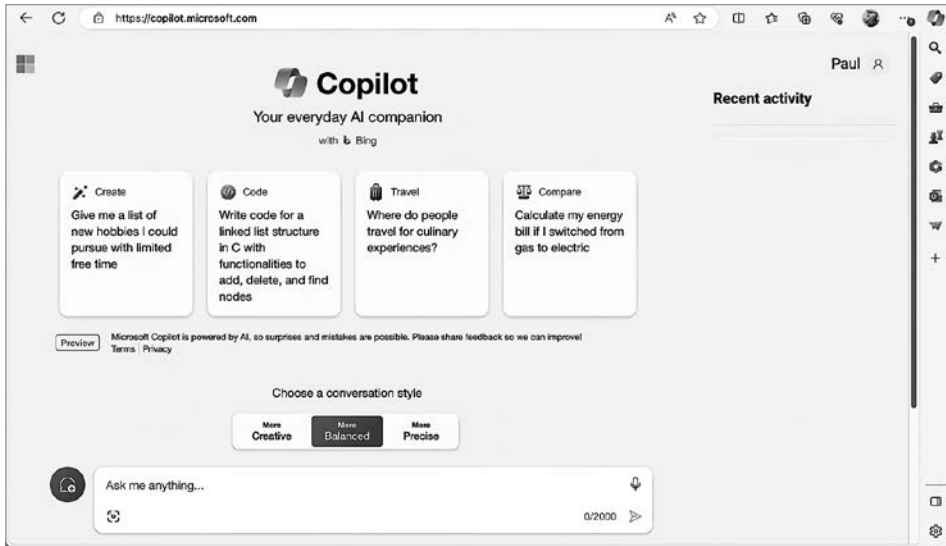 https://copilot.microsoft.com
Paul
Copilot
Your everyday AI companion
with b Bing
Recent activity
Create
Give me a list of
new hobbies I could
pursue with limited
free time
Code
Write code for a
linked list structure
in C with
functionalities to
add, delete, and find
nodes
Travel
Where do people
travel for culinary
experiences?
Compare
Calculate my energy
bill if I switched from
gas to electric
Preview
Microsoft Copilot is powered by AI, so surprises and mistakes are possible. Please share feedback so we can improve!
Terms | Privacy
Choose a conversation style
More
Creative
More
Balanced
More
Precise
Ask me anything...
0/2000